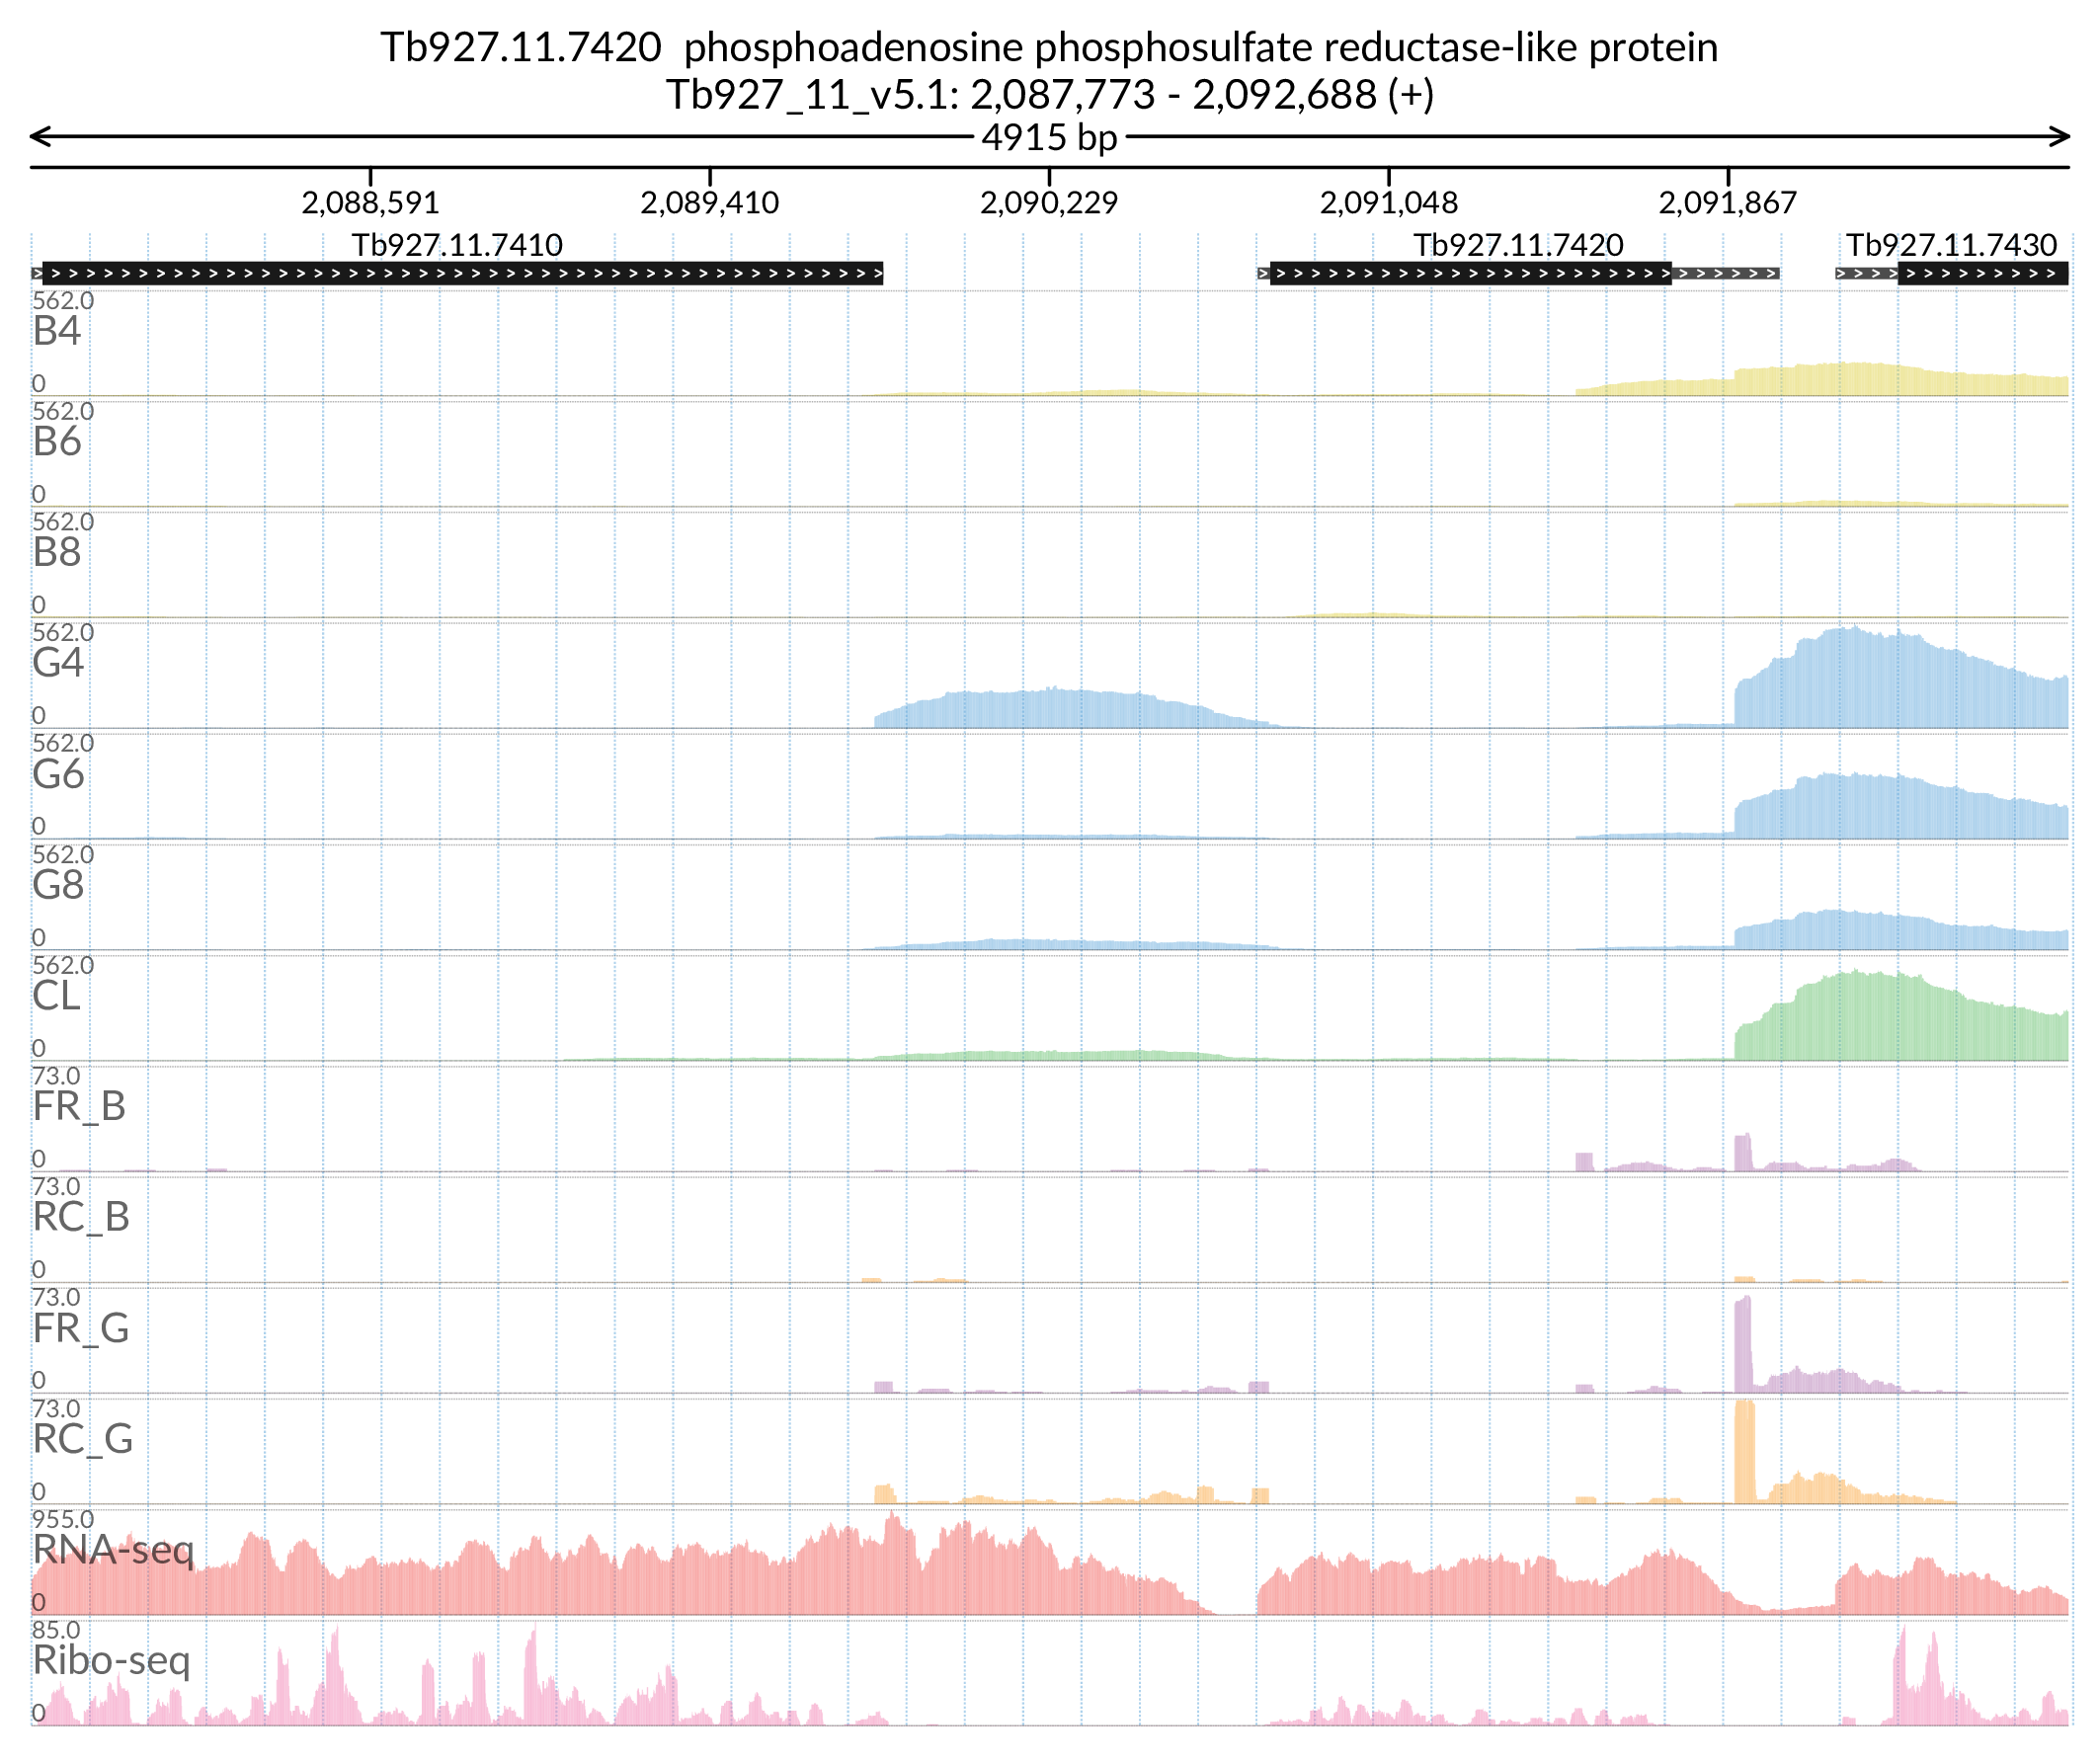 Tb927.11.7420  phosphoadenosine phosphosulfate reductase-like protein
Tb927_11_v5.1: 2,087,773 - 2,092,688 (+)
4915 bp
2,088,591 2,089,410 2,090,229 2,091,048 2,091,867
Tb927.11.7410 Tb927.11.7420 Tb927.11.7430
562.0
B4
0
562.0
B6
0
562.0
B8
0
562.0
G4
0
562.0
G6
0
562.0
G8
0
562.0
CL
0
73.0
FR_B
0
73.0
RC_B
0
73.0
FR_G
0
73.0
RC_G
0
955.0
RNA-seq
0
85.0
Ribo-seq
0